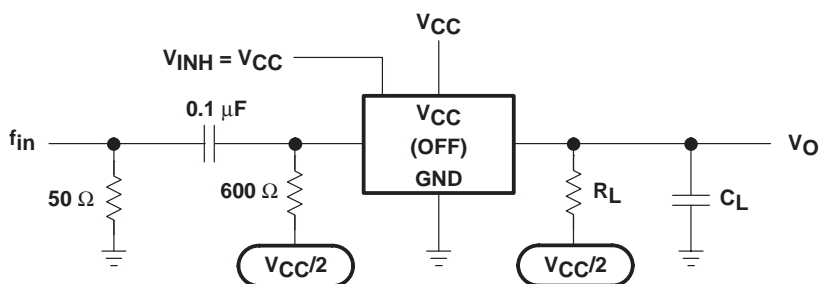 VCC
VINH = VCC
0.1 μF
VCC
fin
(OFF)
VO
GND
50 Ω
600 Ω
RL
CL
VCC/2
VCC/2